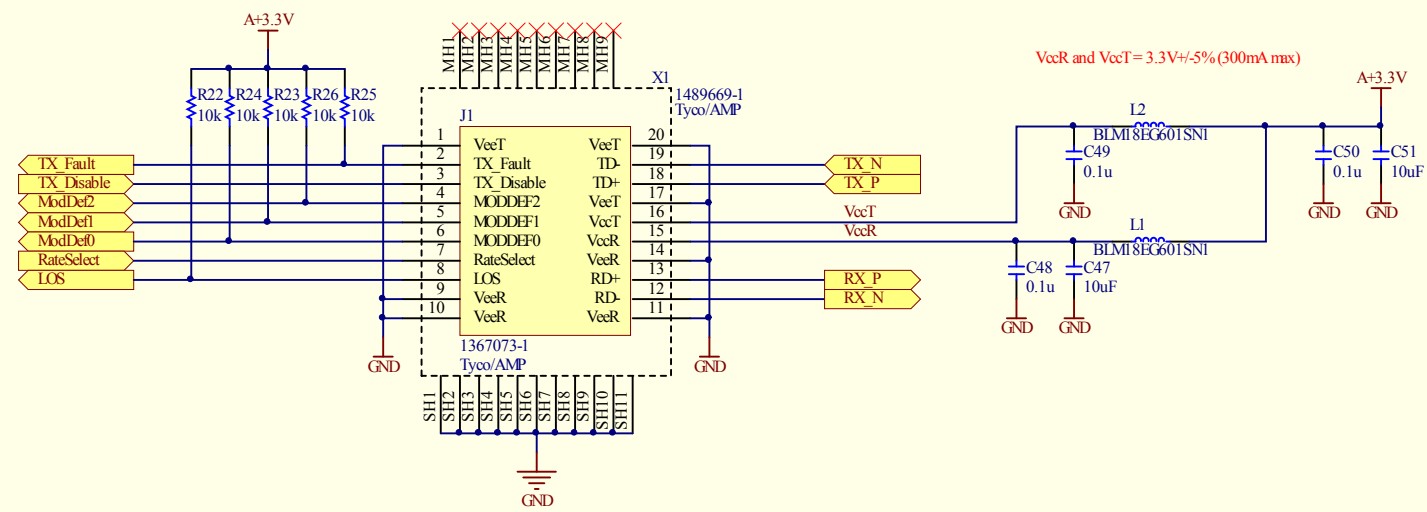 A+3.3V
R22
10k
R24
10k
R23
10k
R26
10k
R25
10k
MH1
MH2
MH3
MH4
MH5
MH6
MH7
MH8
MH9
X1
1489669-1
Tyco/AMP
J1
VccR and VccT = 3.3V+/-5% (300mA max)
A+3.3V
TX_Fault
TX_Disable
ModDef2
ModDef1
ModDef0
RateSelect
LOS
1 VeeT
2 TX_Fault
3 TX_Disable
4 MODDEF2
5 MODDEF1
6 MODDEF0
7 RateSelect
8 LOS
9 VeeR
10 VeeR
VeeT 20
TD- 19
TD+ 18
VeeT 17
VccT 16
VccR 15
VeeR 14
RD+ 13
RD- 12
VeeR 11
TX_N
TX_P
VccT
VccR
RX_P
RX_N
L2
BLM18EG601SN1
C49
0.1u
GND
C50
0.1u
GND
C51
10uF
GND
L1
BLM18EG601SN1
C48
0.1u
GND
C47
10uF
GND
GND
GND
1367073-1
Tyco/AMP
SH1
SH2
SH3
SH4
SH5
SH6
SH7
SH8
SH9
SH10
SH11
GND